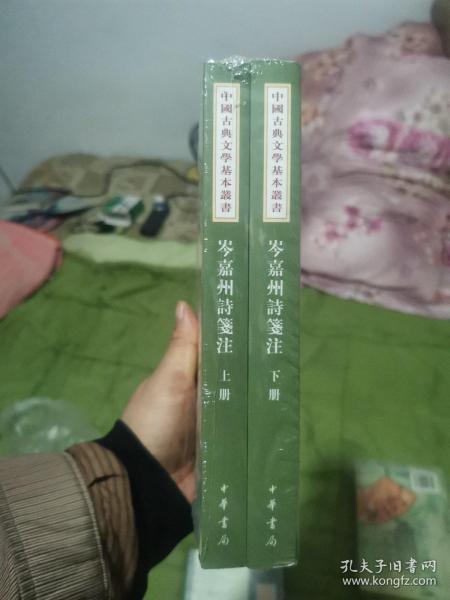 中國古典文學基本叢書
岑嘉州詩箋注 上册
中華書局
中國古典文學基本叢書
岑嘉州詩箋注 下册
中華書局
孔夫子旧书网
www.kongfz.com